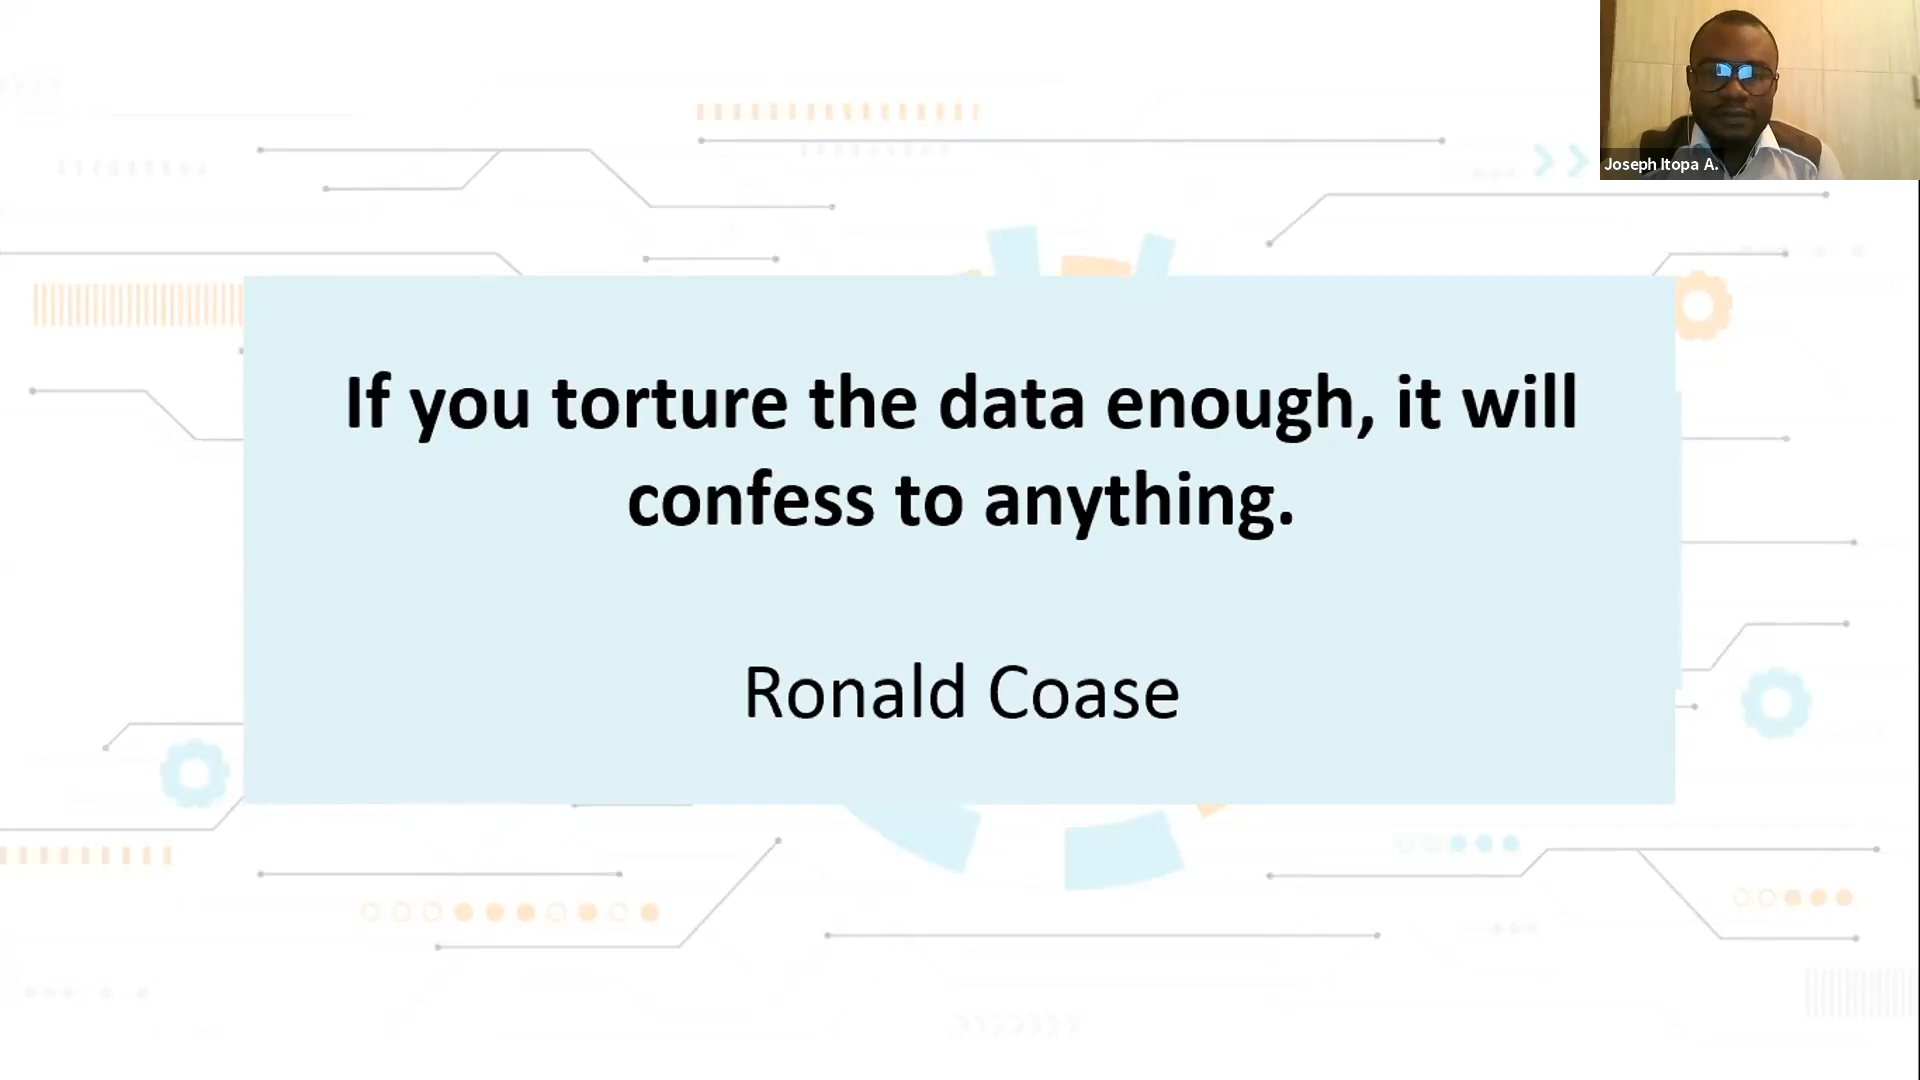 Joseph Itopa A.
If you torture the data enough, it will
confess to anything.
Ronald Coase